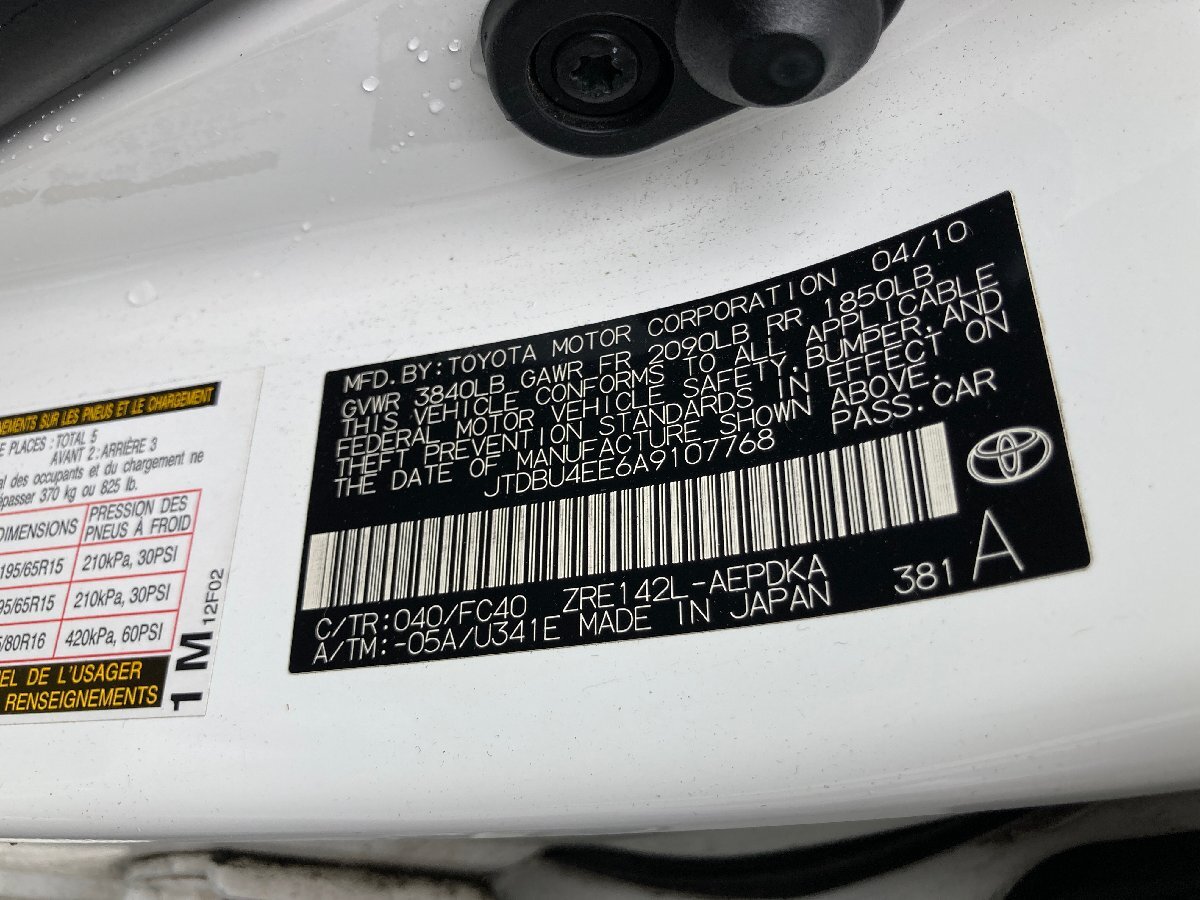 MFD.BY:TOYOTA MOTOR CORPORATION 04/10
GVWR 3840LB GAWR FR 2090LB RR 1850LB
THIS VEHICLE CONFORMS TO ALL APPLICABLE
FEDERAL MOTOR VEHICLE SAFETY,BUMPER,AND
THEFT PREVENTION STANDARDS IN EFFECT ON
THE DATE OF MANUFACTURE SHOWN ABOVE.
JTDBU4EE6A9107768 PASS.CAR
C/TR:040/FC40 ZRE142L-AEPDKA 381 A
A/TM:-05A/U341E MADE IN JAPAN
SUR LES PNEUS ET LE CHARGEMENT
PLACES : TOTAL 5
AVANT 2 : ARRIÈRE 3
des occupants et du chargement ne
370 kg ou 825 lb.
DIMENSIONS PRESSION DES
PNEUS À FROID
195/65R15 210kPa, 30PSI
95/65R15 210kPa, 30PSI
/80R16 420kPa, 60PSI
DE L'USAGER
RENSEIGNEMENTS
1 M 12F02